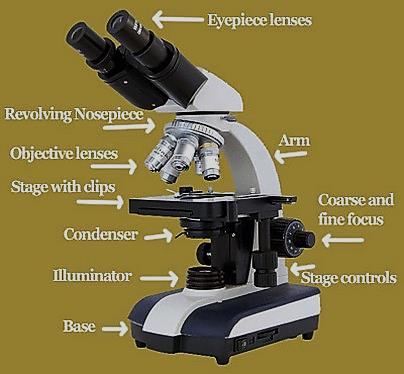 Eyepiece lenses
Revolving Nosepiece
Arm
Objective lenses
Stage with clips
Coarse and
fine focus
Condenser
Illuminator
Stage controls
Base